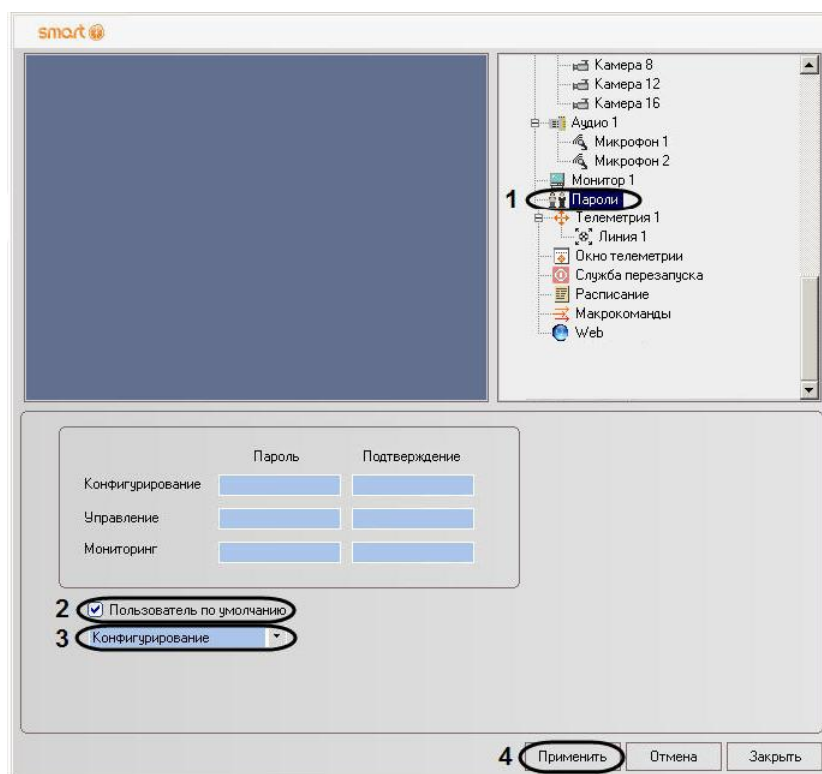 smart
Камера 8
Камера 12
Камера 16
Аудио 1
Микрофон 1
Микрофон 2
Монитор 1
1 Пароли
Телеметрия 1
Линия 1
Окно телеметрии
Служба перезапуска
Расписание
Макрокоманды
Web
Пароль Подтверждение
Конфигурирование
Управление
Мониторинг
2 Пользователь по умолчанию
3 Конфигурирование
4 Применить Отмена Закрыть